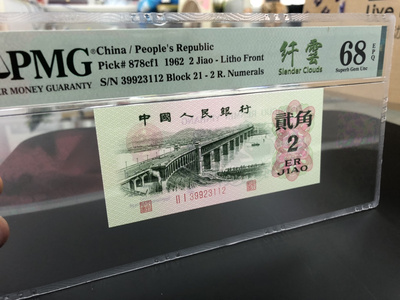 PMG
PER MONEY GUARANTY
China / People's Republic
Pick# 878cf1 1962 2 Jiao - Litho Front
S/N 39923112 Block 21 - 2 R. Numerals
纤雲
Slender Clouds
68 EPQ
Superb Gem Unc
中國人民銀行
貳角
2
ER
JIAO
II I 39923112